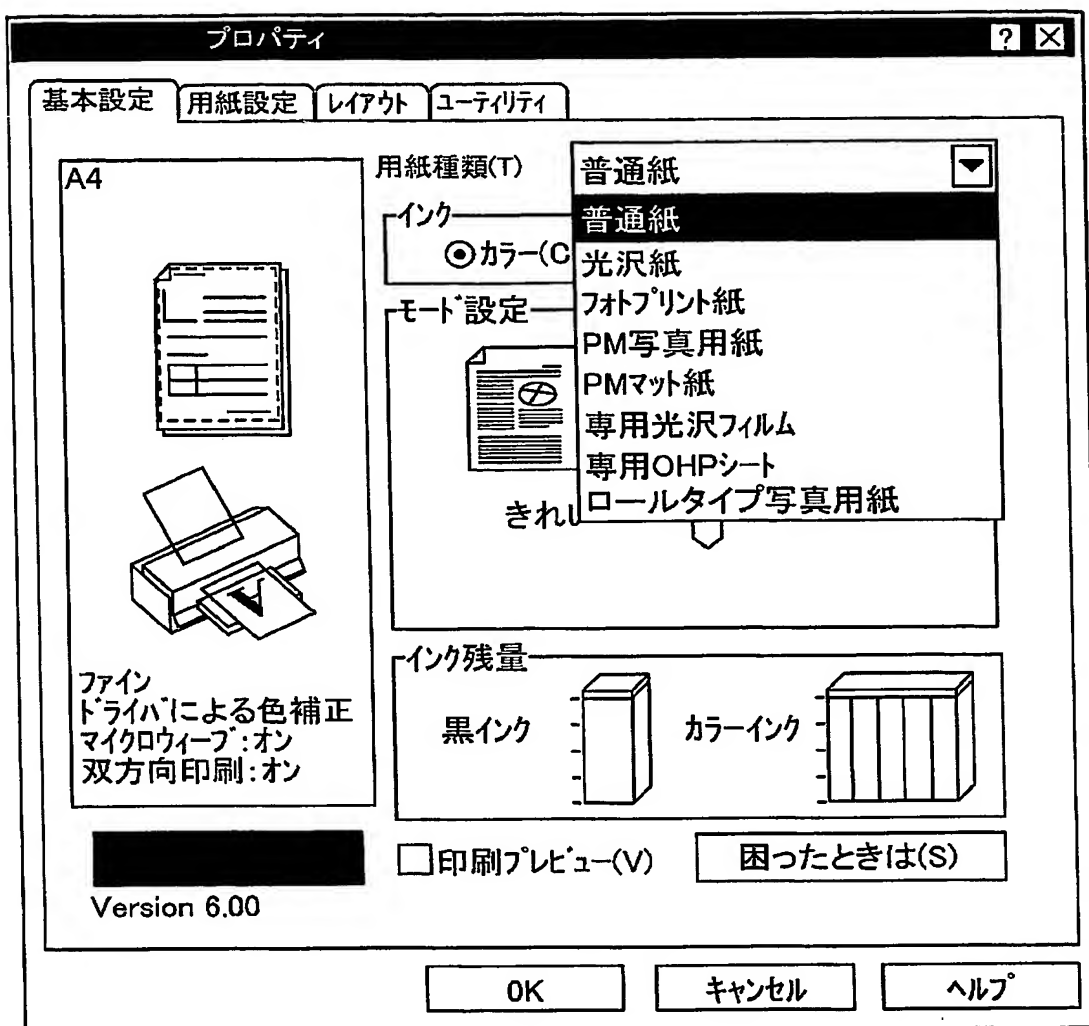 プロパティ
?
基本設定 用紙設定 レイアウト ユーティリティ
A4
用紙種類(T) 普通紙
普通紙
光沢紙
フォトプリント紙
PM写真用紙
PMマット紙
専用光沢フィルム
専用OHPシート
ロールタイプ写真用紙
インク
カラー(C
モード設定
きれい
ファイン
ドライバによる色補正
マイクロウィーブ:オン
双方向印刷:オン
インク残量
黒インク カラーインク
印刷プレビュー(V) 困ったときは(S)
Version 6.00
OK キャンセル ヘルプ